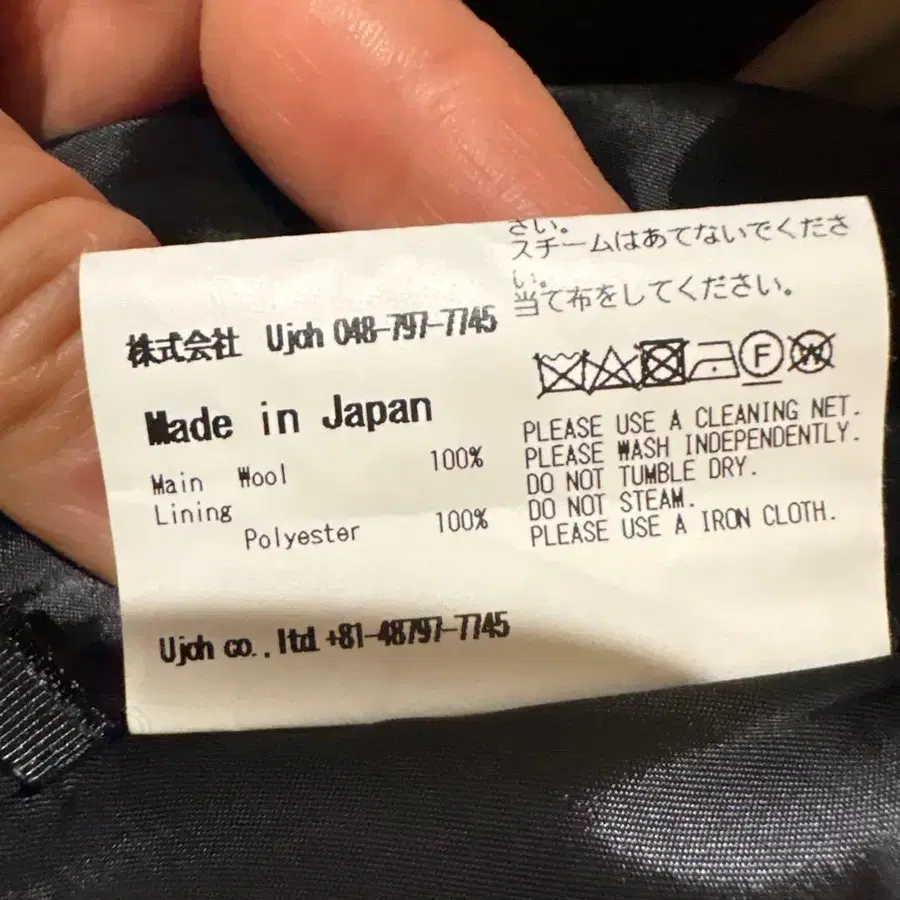 株式会社 Ujoh 048-797-7745
Made in Japan
Main Wool 100%
Lining
Polyester 100%
Ujoh co., ltd. +81-48797-7745
さい。
スチームはあてないでくださ
い。
当て布をしてください。
F
W
PLEASE USE A CLEANING NET.
PLEASE WASH INDEPENDENTLY.
DO NOT TUMBLE DRY.
DO NOT STEAM.
PLEASE USE A IRON CLOTH.